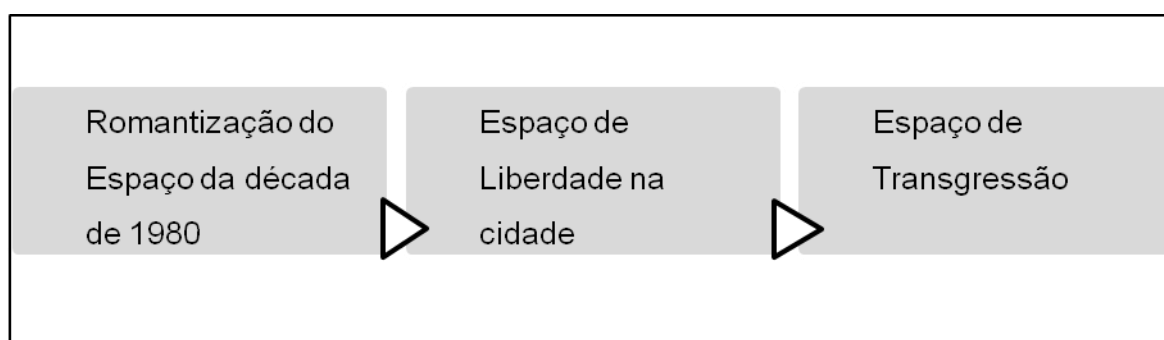 Romantização do
Espaço da década
de 1980
Espaço de
Liberdade na
cidade
Espaço de
Transgressão